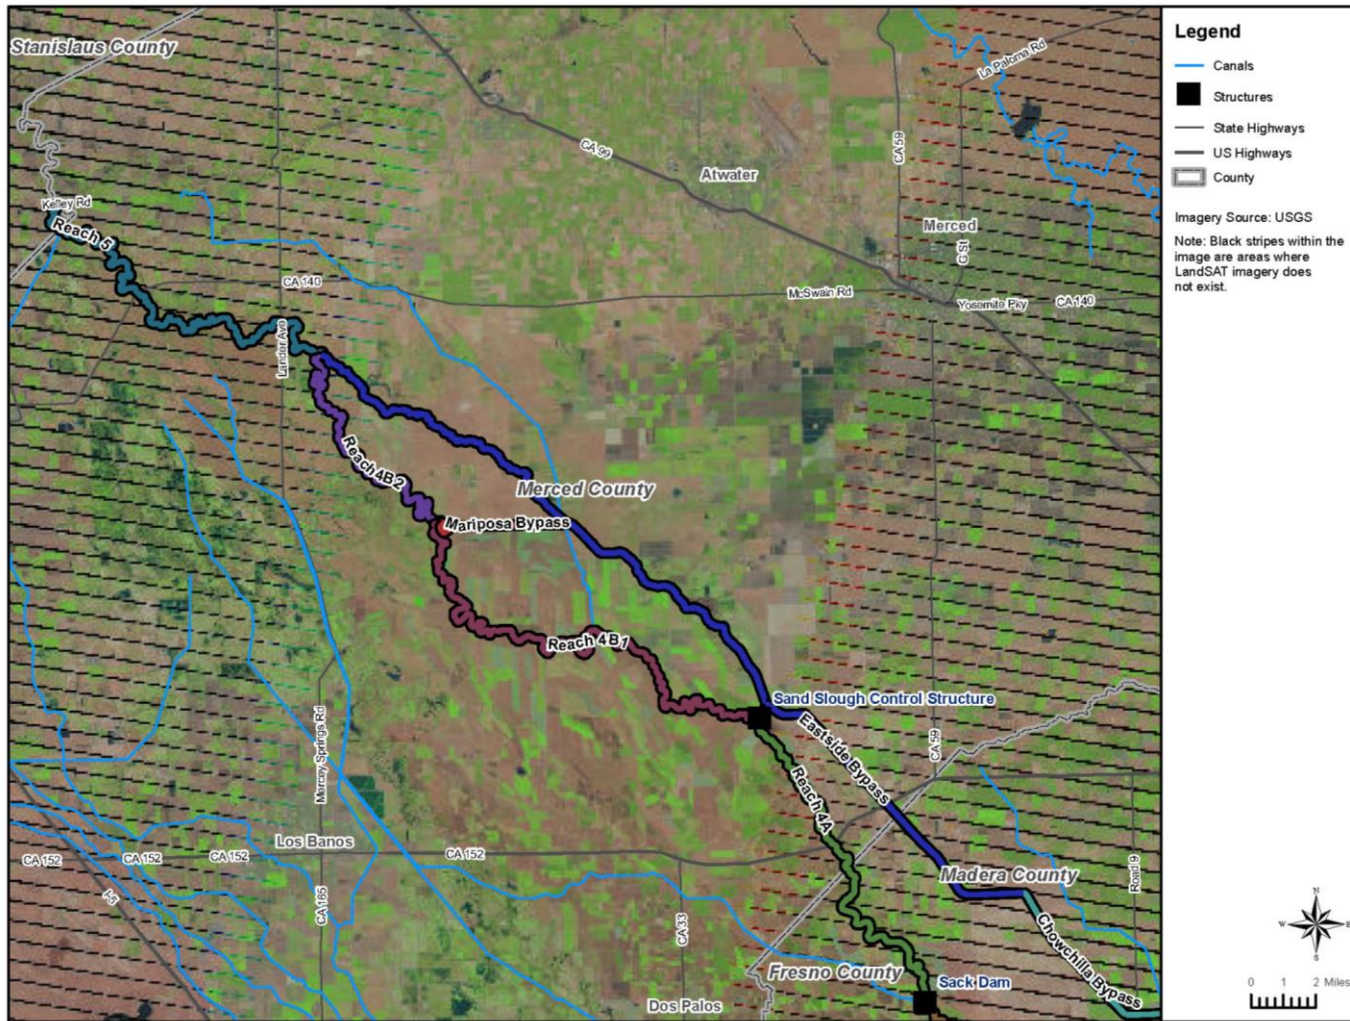 Stanislaus County
La Paloma Rd
CA 99
CA 59
Atwater
Kelley Rd
Reach 5
Merced
G St
CA 140
McSwain Rd
Yosemite Pky
CA 140
Lander Ave
Reach 4B2
Merced County
Mariposa Bypass
Reach 4B1
Sand Slough Control Structure
Eastside Bypass
CA 59
Mercey Springs Rd
Reach 4A
Los Banos
CA 152
CA 152
CA 152
CA 152
I-5
CA 165
CA 33
Madera County
Road 9
Chowchilla Bypass
Fresno County
Sack Dam
Dos Palos
Legend
Canals
Structures
State Highways
US Highways
County
Imagery Source: USGS
Note: Black stripes within the
image are areas where
LandSAT imagery does
not exist.
N
W
E
S
0 1 2 Miles